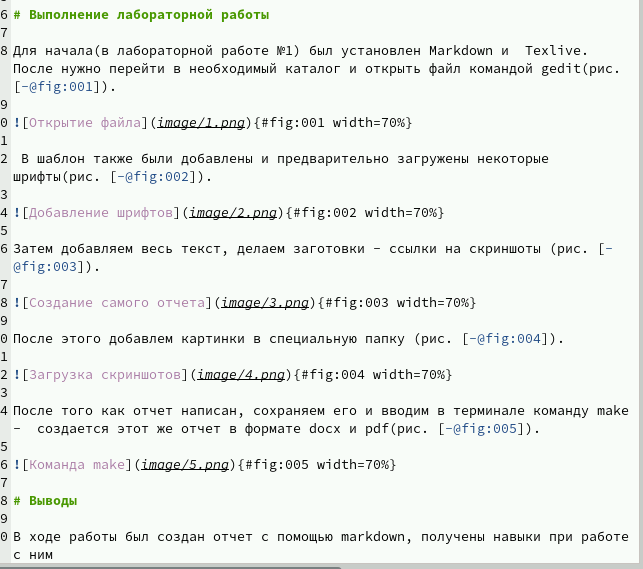 6 # Выполнение лабораторной работы
7
8 Для начала(в лабораторной работе №1) был установлен Markdown и  Texlive.
После нужно перейти в необходимый каталог и открыть файл командой gedit(рис.
[-@fig:001]).
9
0 ![Открытие файла](image/1.png){#fig:001 width=70%}
1
2  В шаблон также были добавлены и предварительно загружены некоторые
шрифты(рис. [-@fig:002]).
3
4 ![Добавление шрифтов](image/2.png){#fig:002 width=70%}
5
6 Затем добавляем весь текст, делаем заготовки - ссылки на скриншоты (рис. [-
@fig:003]).
7
8 ![Создание самого отчета](image/3.png){#fig:003 width=70%}
9
0 После этого добавлем картинки в специальную папку (рис. [-@fig:004]).
1
2 ![Загрузка скриншотов](image/4.png){#fig:004 width=70%}
3
4 После того как отчет написан, сохраняем его и вводим в терминале команду make
-  создается этот же отчет в формате docx и pdf(рис. [-@fig:005]).
5
6 ![Команда make](image/5.png){#fig:005 width=70%}
7
8 # Выводы
9
0 В ходе работы был создан отчет с помощью markdown, получены навыки при работе
с ним